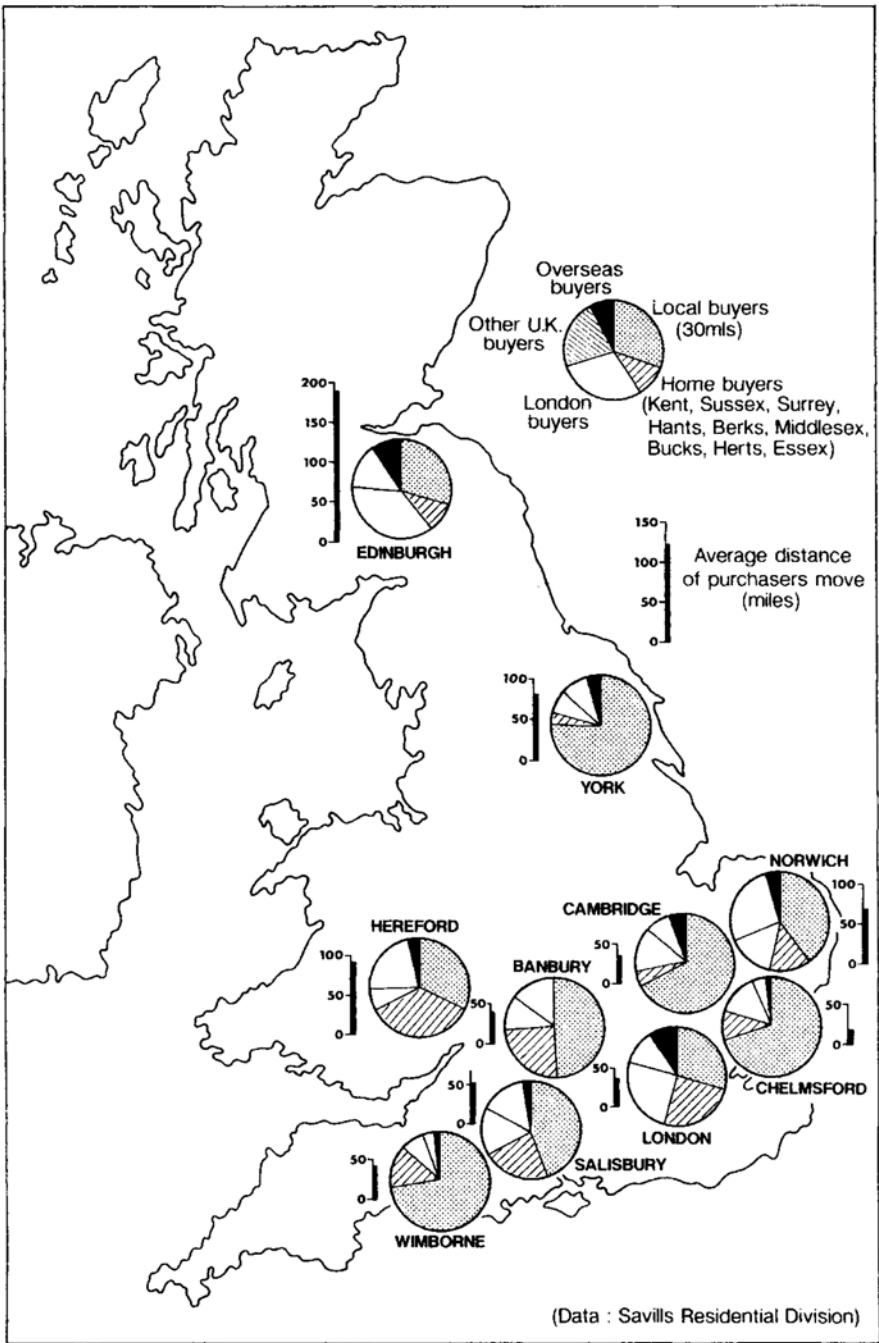 Overseas
buyers
Local buyers
(30mls)
Other U.K.
buyers
London
buyers
Home buyers
(Kent, Sussex, Surrey,
Hants, Berks, Middlesex,
Bucks, Herts, Essex)
200
150
100
50
0
EDINBURGH
150
100
50
0
Average distance
of purchasers move
(miles)
100
50
0
YORK
NORWICH
100
50
0
CAMBRIDGE
50
0
HEREFORD
100
50
0
BANBURY
50
0
50
0
CHELMSFORD
50
0
LONDON
50
0
SALISBURY
50
0
WIMBORNE
(Data : Savills Residential Division)